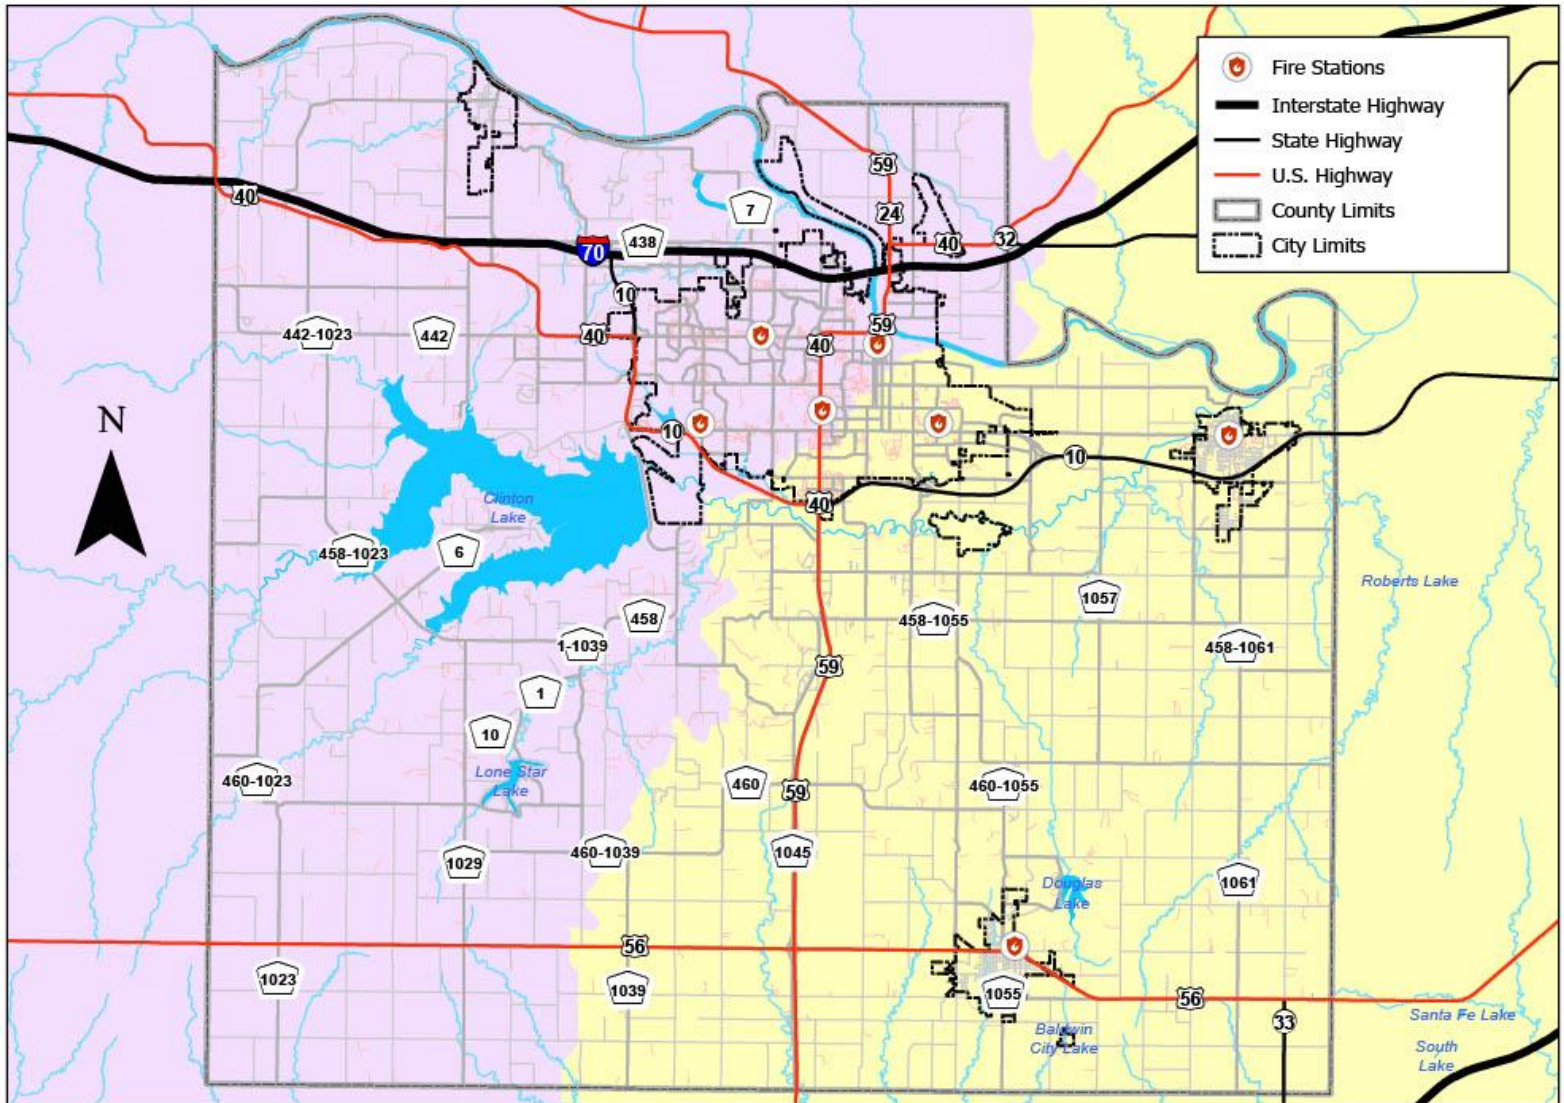 Fire Stations
Interstate Highway
State Highway
U.S. Highway
County Limits
City Limits
59
40
7
24
438
40
32
70
10
442-1023
442
40
59
40
N
10
10
Clinton
Lake
40
458-1023
6
Roberts Lake
1057
458
458-1055
1-1039
458-1061
59
1
10
Lone Star
Lake
460-1023
460
59
460-1055
1029
460-1039
1045
Douglas
Lake
1061
56
1023
1039
1055
56
33
Santa Fe Lake
Baldwin
City Lake
South
Lake